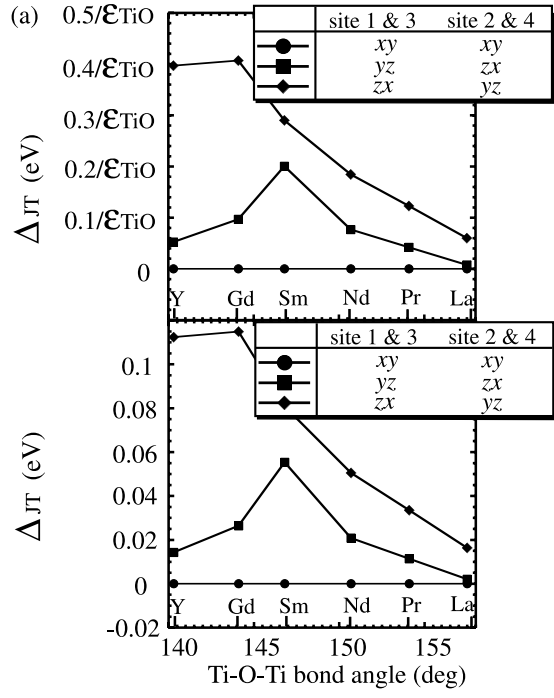 (a)
0.5/εTiO
0.4/εTiO
0.3/εTiO
0.2/εTiO
0.1/εTiO
0
ΔJT (eV)
site 1 & 3 site 2 & 4
xy xy
yz zx
zx yz
Y Gd Sm Nd Pr La
0.1
0.08
0.06
0.04
0.02
0
-0.02
ΔJT (eV)
site 1 & 3 site 2 & 4
xy xy
yz zx
zx yz
Y Gd Sm Nd Pr La
140 145 150 155
Ti-O-Ti bond angle (deg)